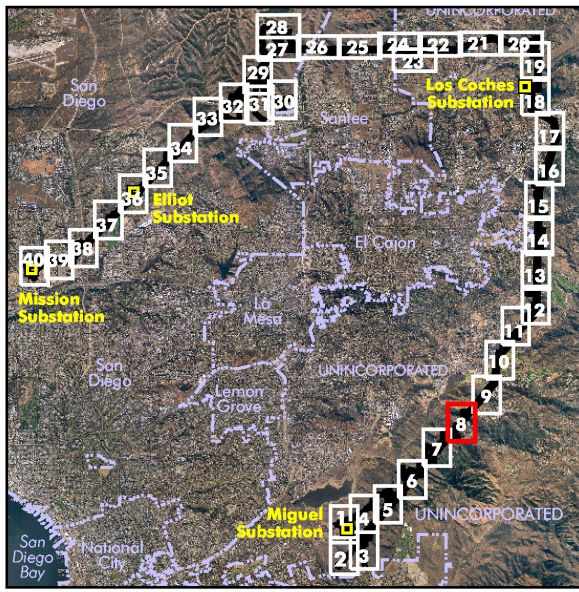 UNINCORPORATED
28
27
26
25
24
22
21
20
23
19
29
San
Diego
Los Coches
Substation
18
32
31
30
33
Santee
17
34
35
16
36
Elliot
Substation
15
37
38
El Cajon
14
40
39
13
Mission
Substation
La
Mesa
12
11
10
San
Diego
UNINCORPORATED
9
Lemon
Grove
8
7
6
5
Miguel
Substation
1
4
UNINCORPORATED
2
3
San
Diego
Bay
National
City